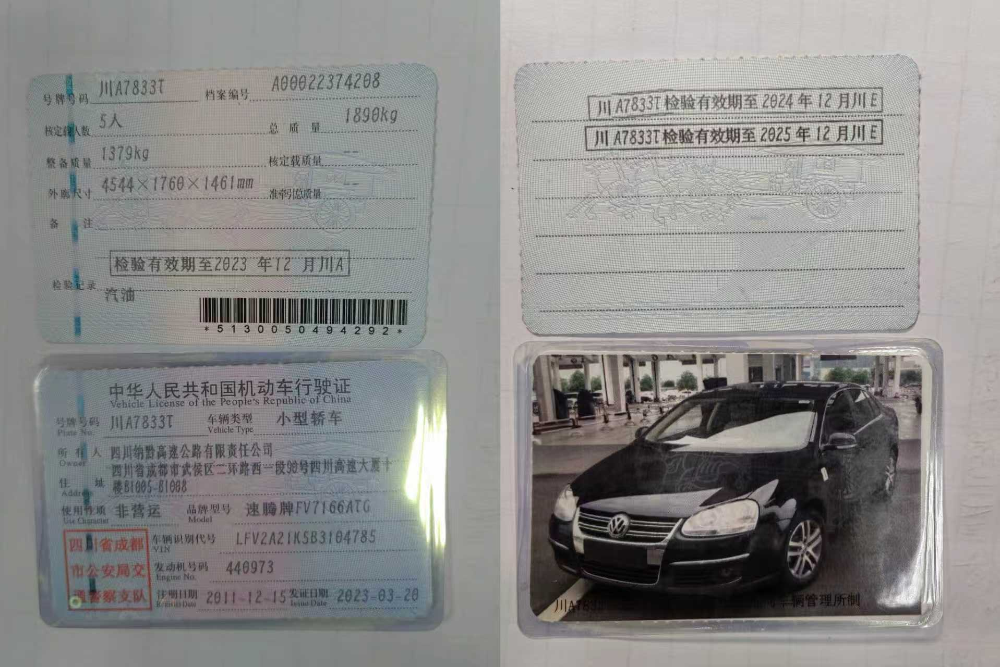 号牌号码 川A7833T 档案编号 A00022374208
核定载人数 5人 总质量 1890kg
整备质量 1379kg 核定载质量 --
外廓尺寸 4544×1760×1461mm 准牵引总质量 --
备注
检验有效期至2023 年12 月川A
检验记录
汽油
*5130050494292*
中华人民共和国机动车行驶证
Vehicle License of the People's Republic of China
号牌号码 川A7833T 车辆类型 小型轿车
Plate No. Vehicle Type
所有人 四川纳黔高速公路有限责任公司
Owner
四川省成都市武侯区二环路西一段90号四川高速大厦十
住址 楼B1005-B1008
Address
使用性质 非营运 品牌型号 速腾牌FV7166ATG
Use Character Model
四川省成都
市公安局交
通警察支队
车辆识别代号 LFV2A21K5B3104785
VIN
发动机号码 440973
Engine No.
注册日期 2011-12-15 发证日期 2023-03-20
Register Date Issue Date
川A7833T检验有效期至2024年12月川E
川A7833T检验有效期至2025年12月川E
川A783
车辆管理所制